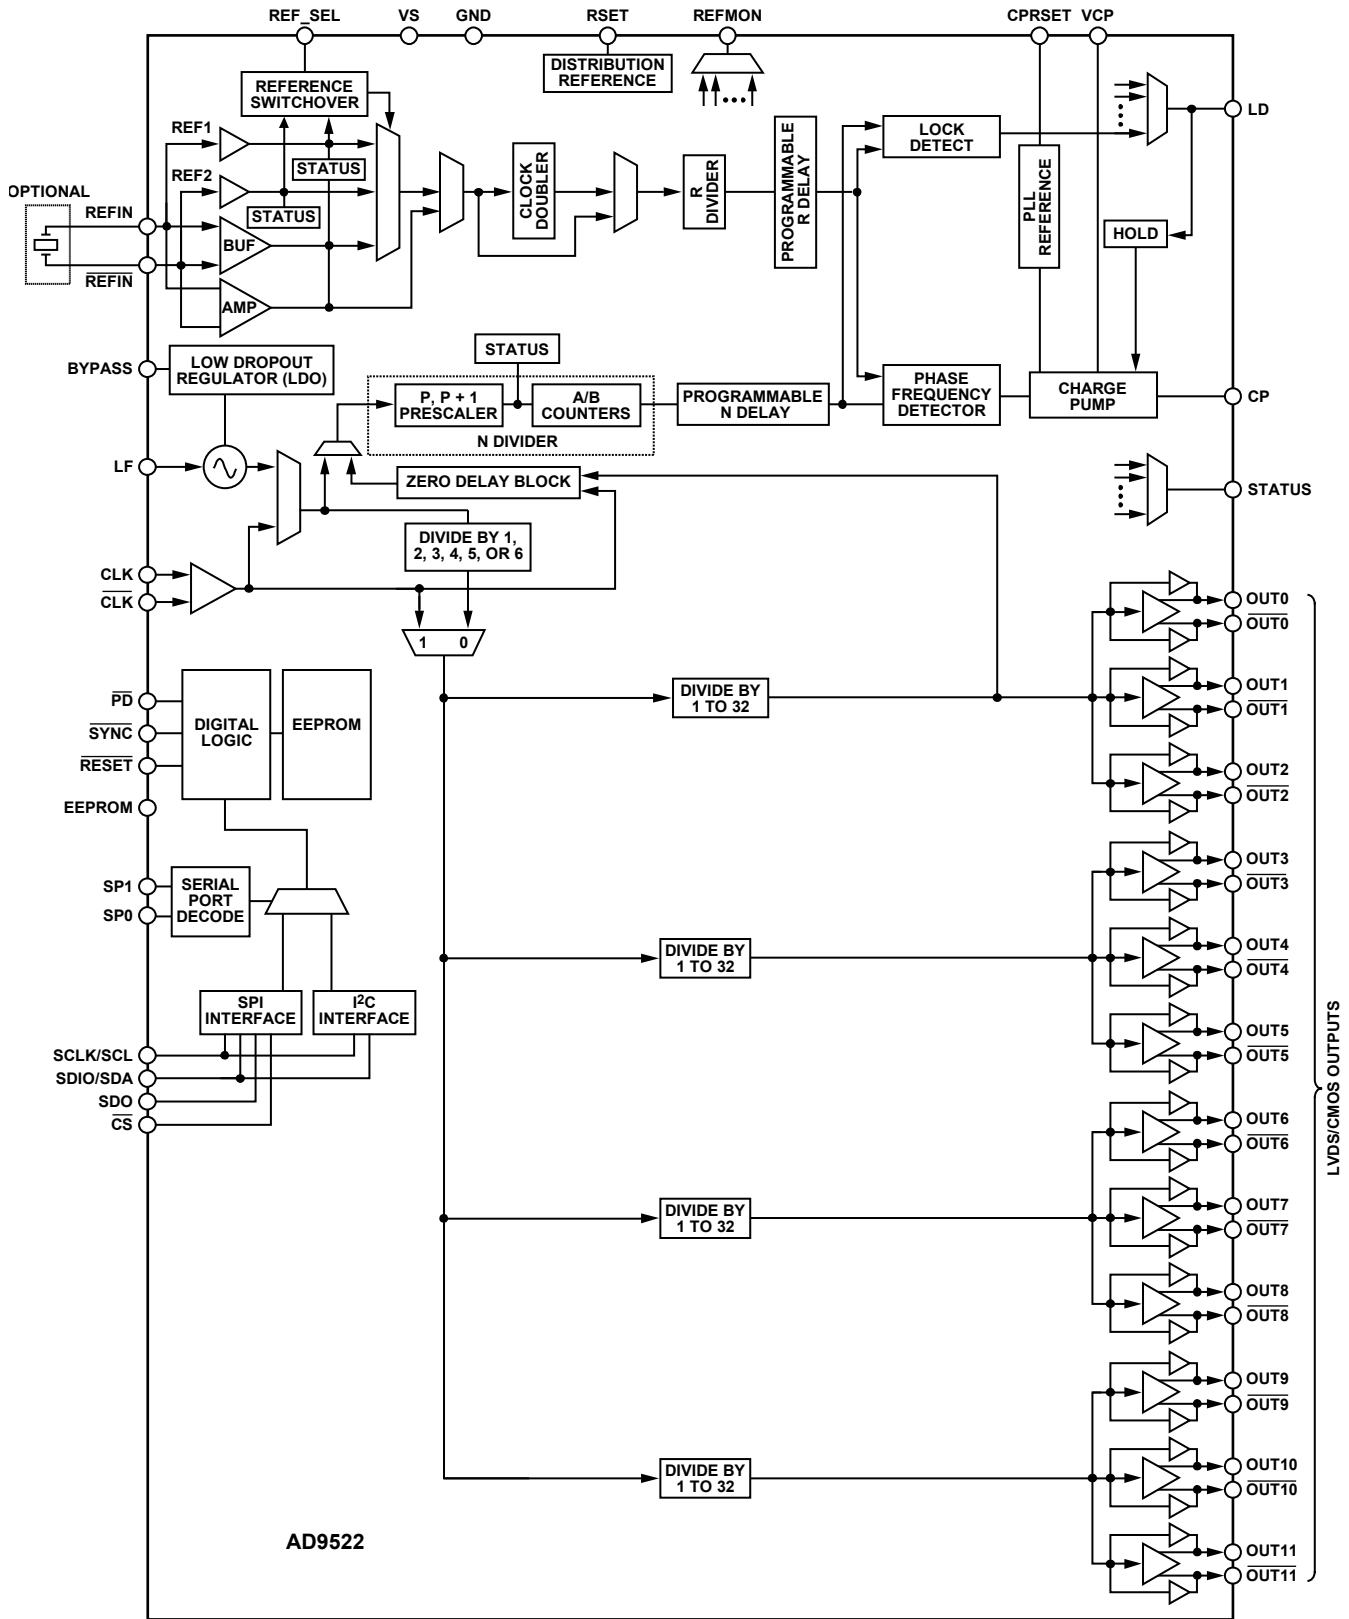 REF_SEL VS GND RSET REFMON CPRSET VCP
DISTRIBUTION
REFERENCE
REFERENCE
SWITCHOVER
REF1
STATUS
REF2
STATUS
OPTIONAL
REFIN
REFIN
BUF
AMP
CLOCK
DOUBLER
R
DIVIDER
PROGRAMMABLE
R DELAY
LOCK
DETECT
PLL
REFERENCE
LD
HOLD
BYPASS
LOW DROPOUT
REGULATOR (LDO)
STATUS
P, P + 1
PRESCALER
A/B
COUNTERS
N DIVIDER
PROGRAMMABLE
N DELAY
PHASE
FREQUENCY
DETECTOR
CHARGE
PUMP
CP
LF
ZERO DELAY BLOCK
STATUS
DIVIDE BY 1,
2, 3, 4, 5, OR 6
CLK
CLK
1 0
PD
SYNC
RESET
EEPROM
DIGITAL
LOGIC
EEPROM
SP1
SP0
SERIAL
PORT
DECODE
SPI
INTERFACE
I²C
INTERFACE
SCLK/SCL
SDIO/SDA
SDO
CS
DIVIDE BY
1 TO 32
DIVIDE BY
1 TO 32
DIVIDE BY
1 TO 32
DIVIDE BY
1 TO 32
OUT0
OUT0
OUT1
OUT1
OUT2
OUT2
OUT3
OUT3
OUT4
OUT4
OUT5
OUT5
OUT6
OUT6
OUT7
OUT7
OUT8
OUT8
OUT9
OUT9
OUT10
OUT10
OUT11
OUT11
LVDS/CMOS OUTPUTS
AD9522